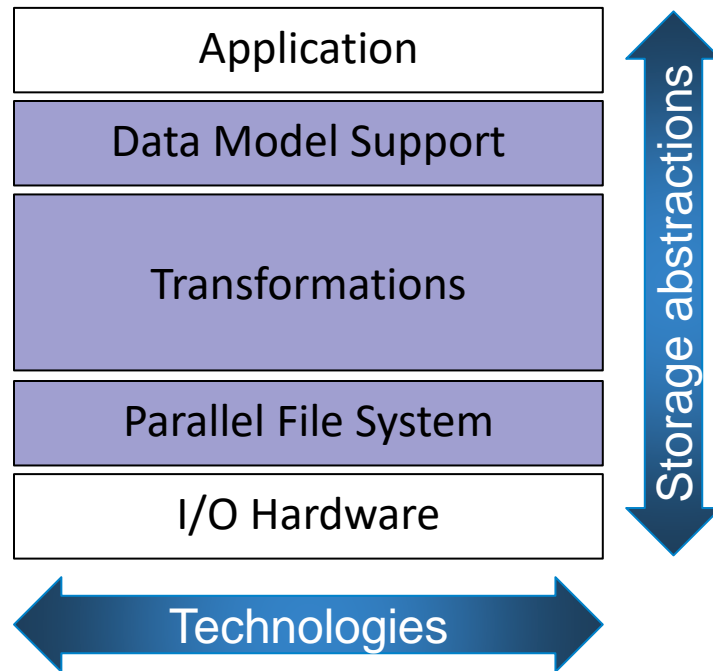 Application
Data Model Support
Transformations
Parallel File System
I/O Hardware
Storage abstractions
Technologies